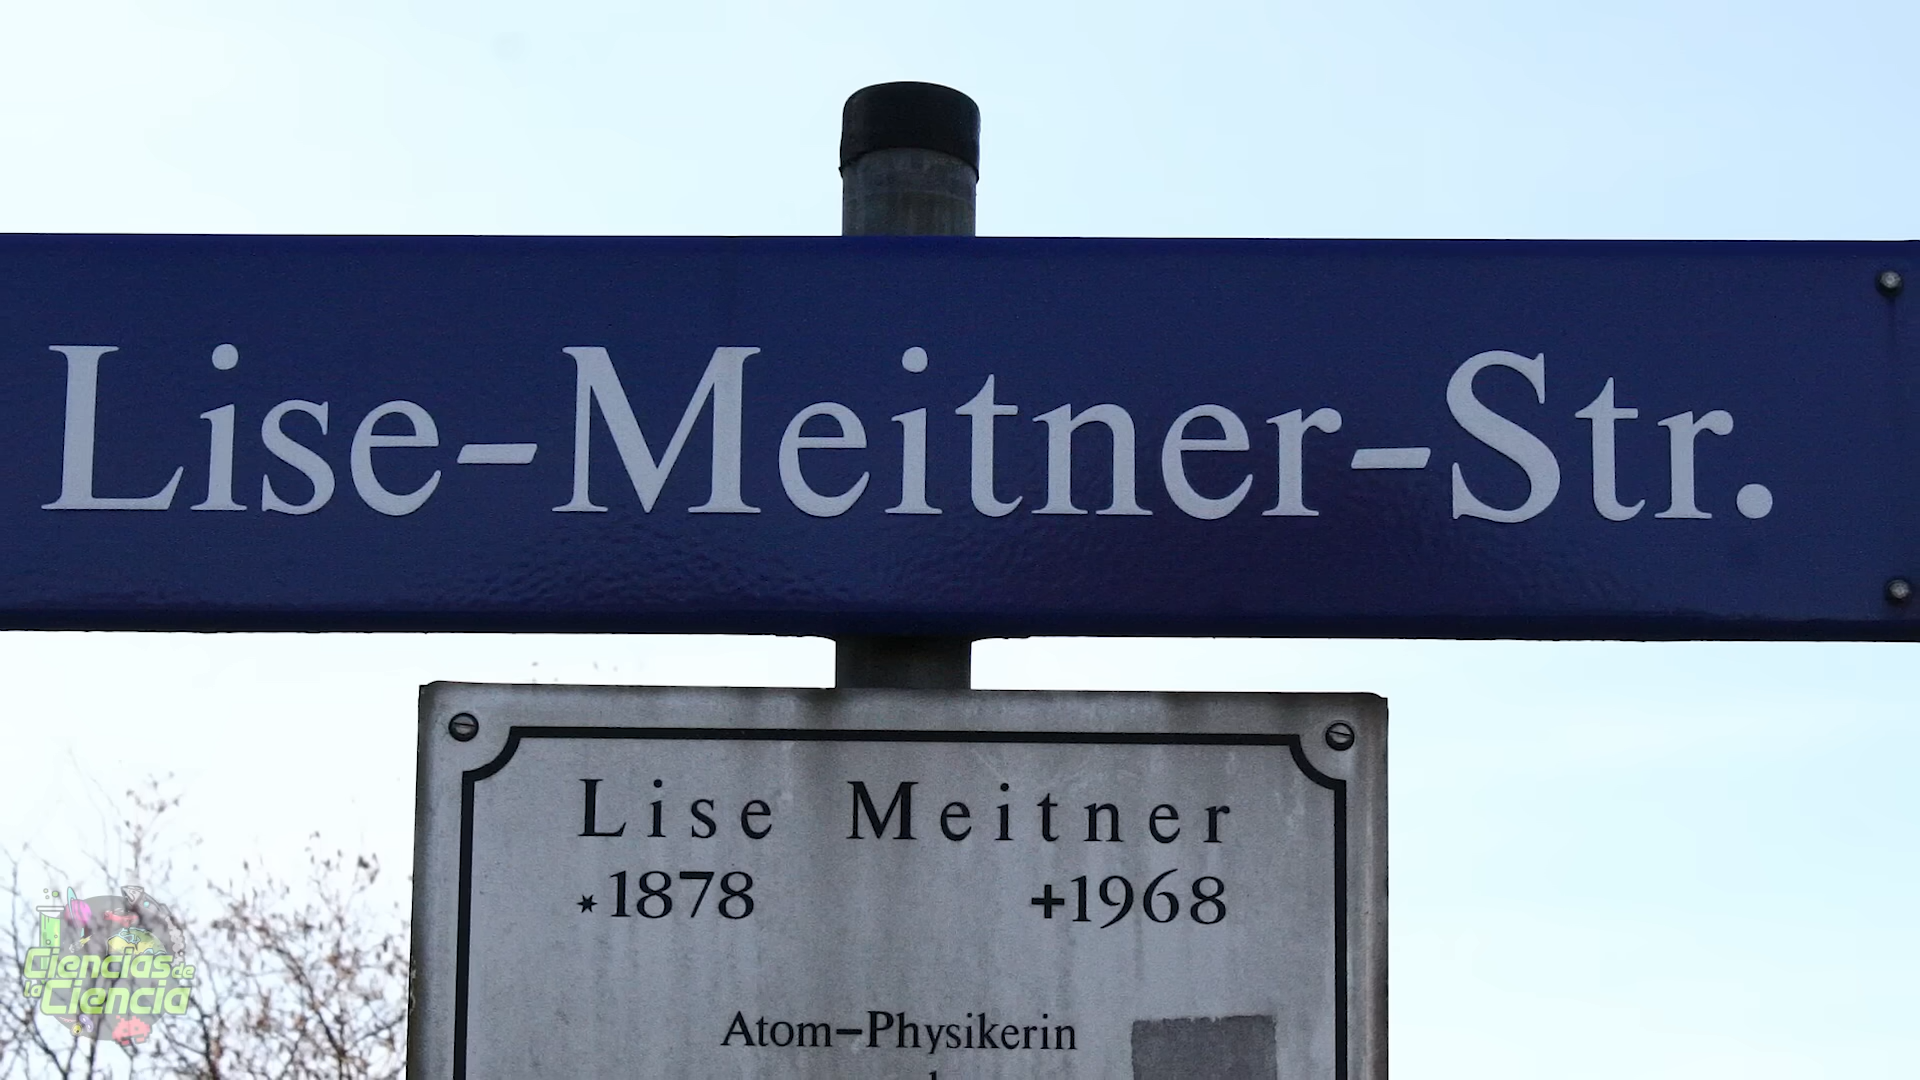 Lise-Meitner-Str.
Lise Meitner
*1878 +1968
Atom-Physikerin
Ciencias de
la Ciencia